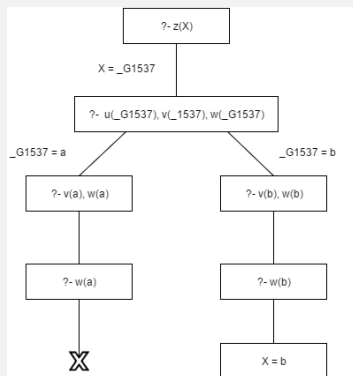 ?- z(X)
X = _G1537
?- u(_G1537), v(_1537), w(_G1537)
_G1537 = a
_G1537 = b
?- v(a), w(a)
?- v(b), w(b)
?- w(a)
?- w(b)
X
X = b